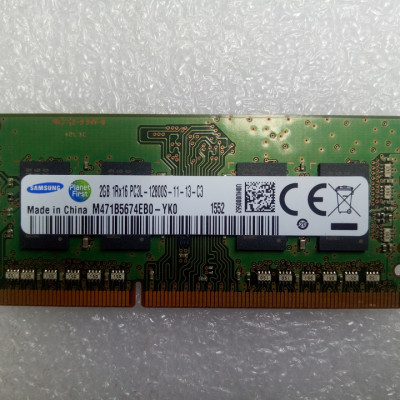 SAMSUNG
Planet First
2GB 1Rx16 PC3L-12800S-11-13-C3
Made in China M471B5674EB0-YK0 1552